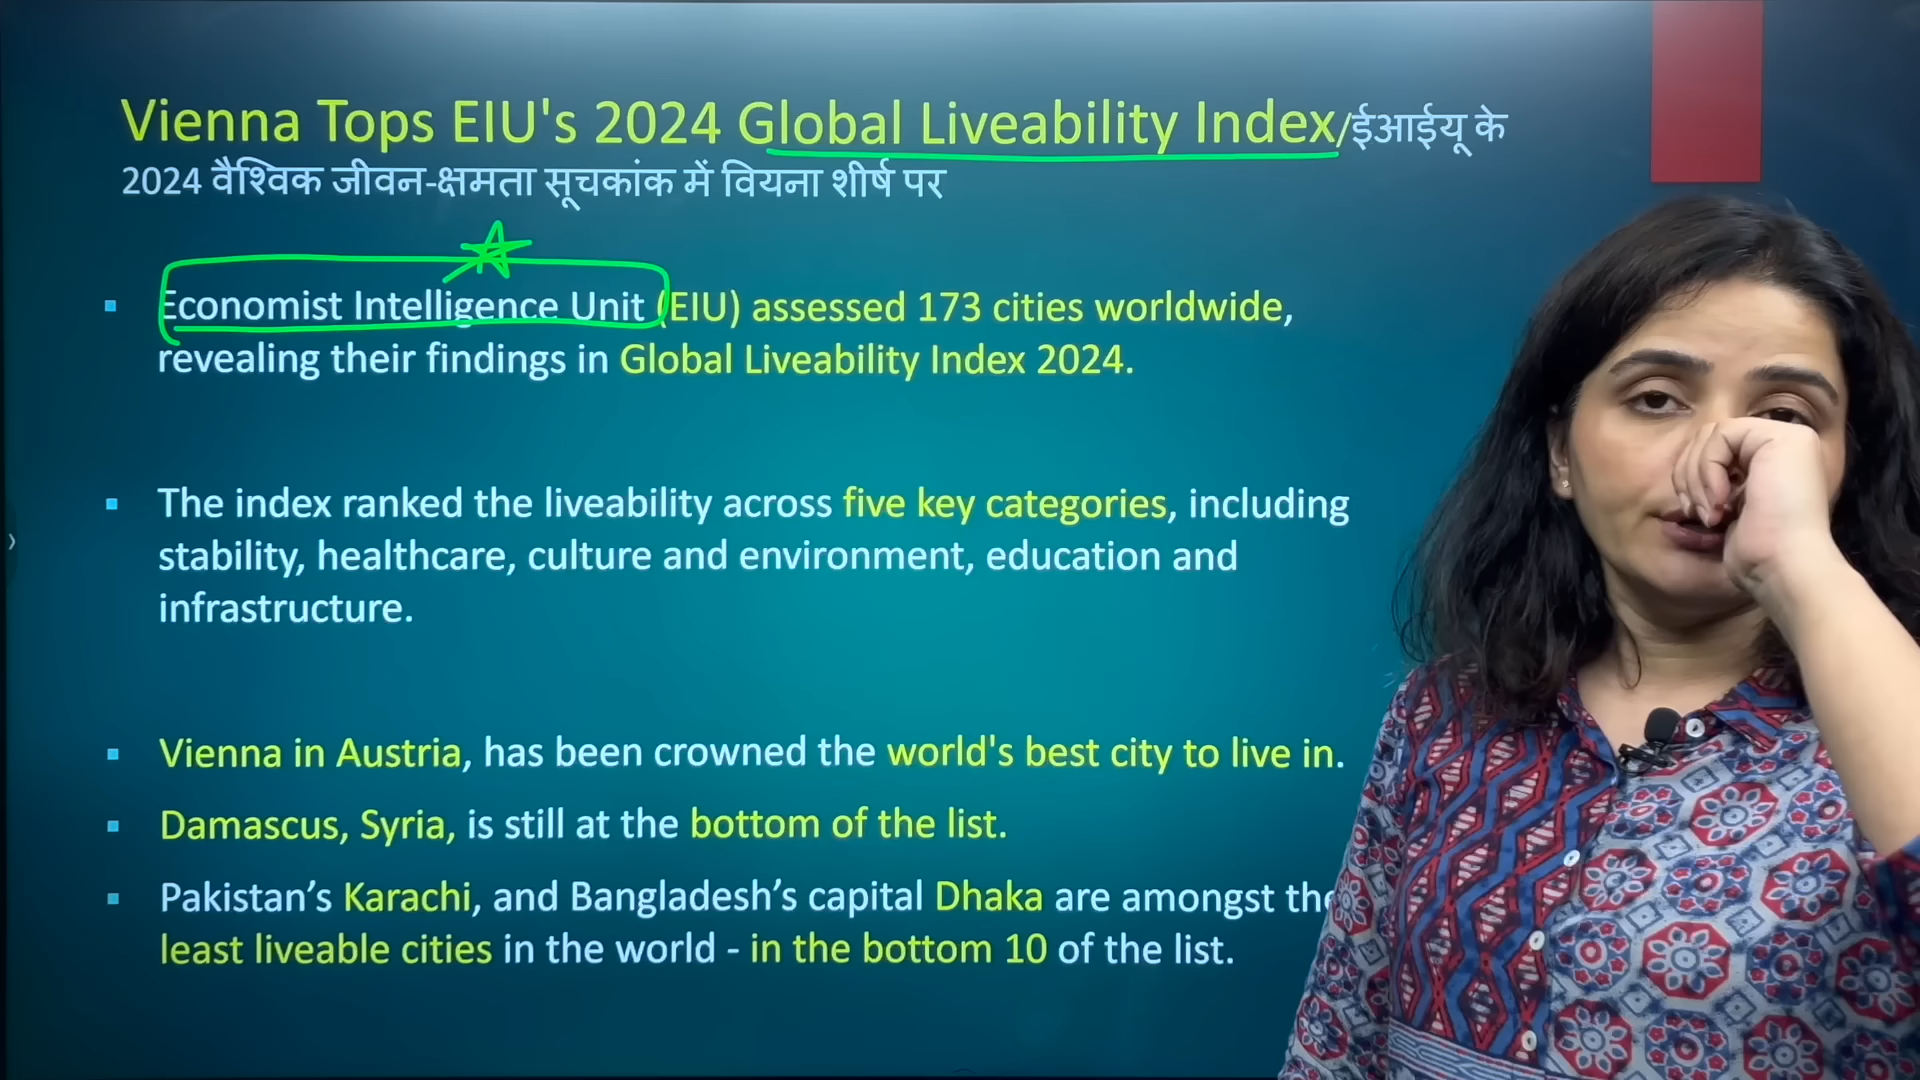 Vienna Tops EIU's 2024 Global Liveability Index/ईआईयू के
2024 वैश्विक जीवन-क्षमता सूचकांक में वियना शीर्ष पर
Economist Intelligence Unit (EIU) assessed 173 cities worldwide,
revealing their findings in Global Liveability Index 2024.
The index ranked the liveability across five key categories, including
stability, healthcare, culture and environment, education and
infrastructure.
Vienna in Austria, has been crowned the world's best city to live in.
Damascus, Syria, is still at the bottom of the list.
Pakistan’s Karachi, and Bangladesh’s capital Dhaka are amongst the
least liveable cities in the world - in the bottom 10 of the list.